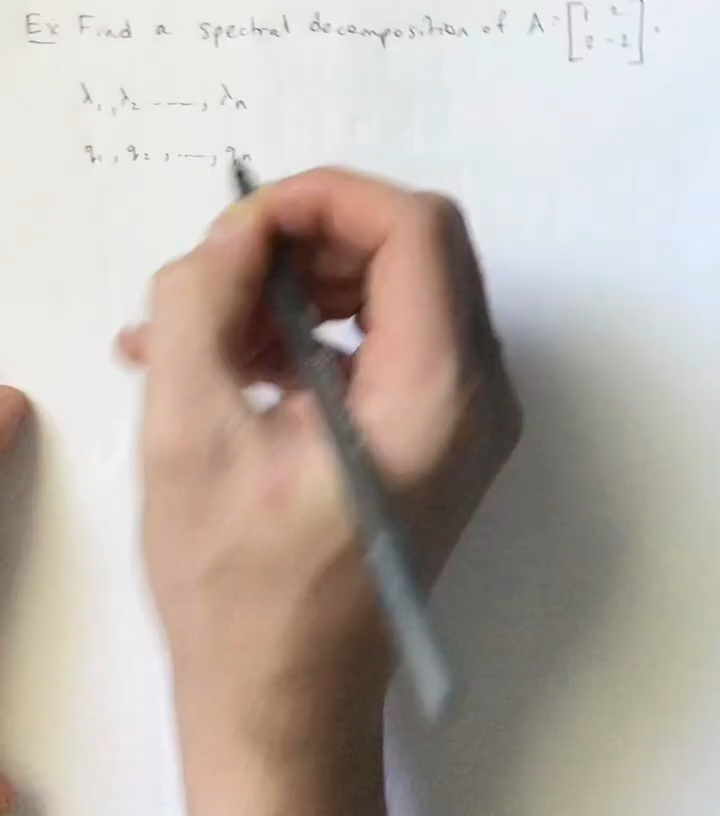 Ex Find a spectral decomposition of A = [1 2
2 -2].
λ₁, λ₂ ----, λₙ
q₁, q₂, ---, qₙ